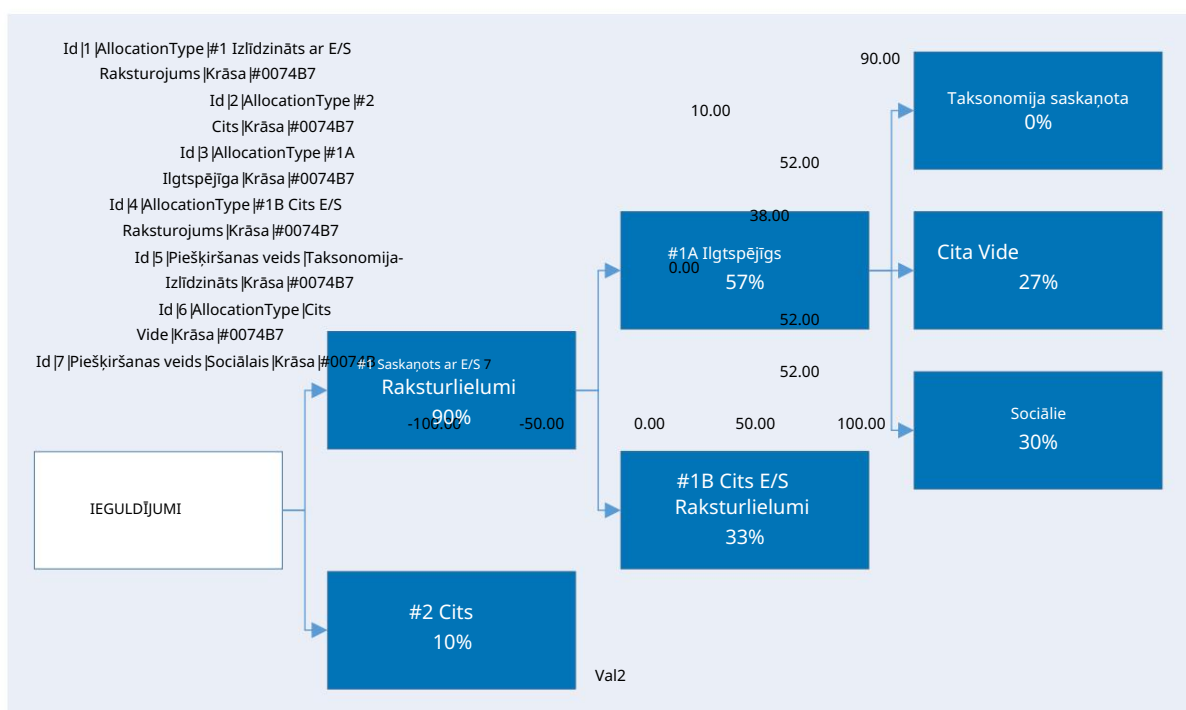 Id|1|AllocationType|#1 Izlīdzināts ar E/S
Raksturojums|Krāsa|#0074B7
Id|2|AllocationType|#2
Cits|Krāsa|#0074B7
Id|3|AllocationType|#1A
Ilgtspējīga|Krāsa|#0074B7
Id|4|AllocationType|#1B Cits E/S
Raksturojums|Krāsa|#0074B7
Id|5|Piešķiršanas veids|Taksonomija-
Izlīdzināts|Krāsa|#0074B7
Id|6|AllocationType|Cits
Vide|Krāsa|#0074B7
Id|7|Piešķiršanas veids|Sociālais|Krāsa|#0074B
7
90.00
10.00
52.00
38.00
0.00
52.00
52.00
-100.00
-50.00
0.00
50.00
100.00
IEGULDĪJUMI
#1 Saskaņots ar E/S
Raksturlielumi
90%
#2 Cits
10%
#1A Ilgtspējīgs
57%
#1B Cits E/S
Raksturlielumi
33%
Taksonomija saskaņota
0%
Cita Vide
27%
Sociālie
30%
Val2